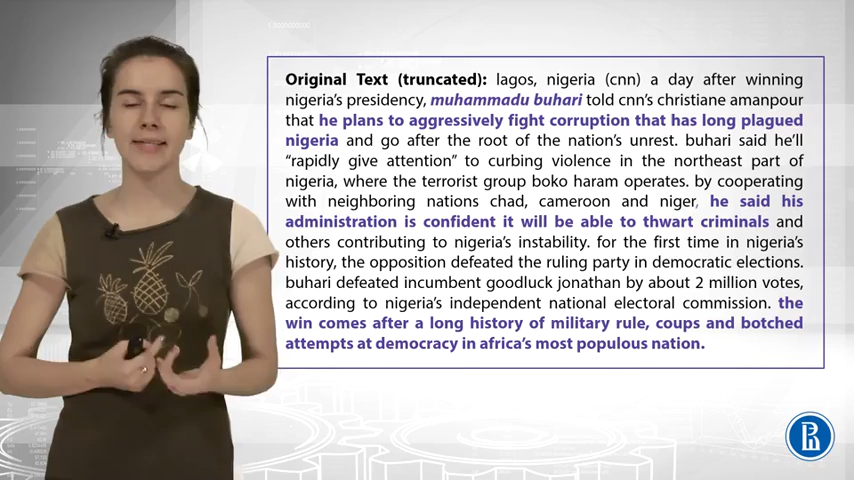 Original Text (truncated): lagos, nigeria (cnn) a day after winning
nigeria's presidency, muhammadu buhari told cnn's christiane amanpour
that he plans to aggressively fight corruption that has long plagued
nigeria and go after the root of the nation's unrest. buhari said he'll
“rapidly give attention” to curbing violence in the northeast part of
nigeria, where the terrorist group boko haram operates. by cooperating
with neighboring nations chad, cameroon and niger, he said his
administration is confident it will be able to thwart criminals and
others contributing to nigeria's instability. for the first time in nigeria's
history, the opposition defeated the ruling party in democratic elections.
buhari defeated incumbent goodluck jonathan by about 2 million votes,
according to nigeria's independent national electoral commission. the
win comes after a long history of military rule, coups and botched
attempts at democracy in africa's most populous nation.